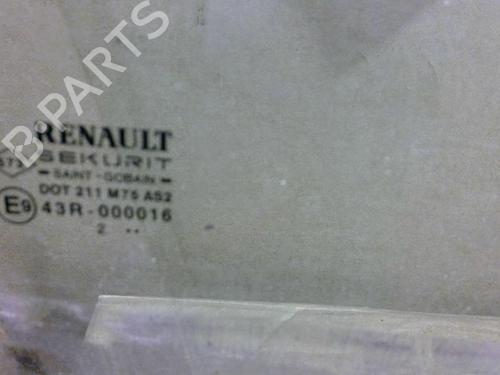 B-PARTS
RENAULT
SEKURIT
SAINT-GOBAIN
DOT 211 M75 AS2
E9 43R-000016
2 ..